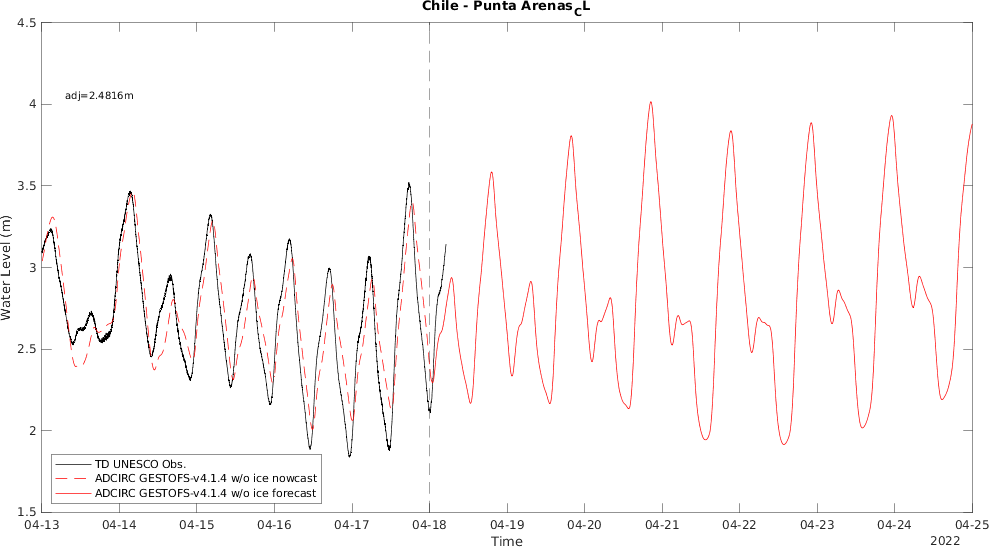 Chile - Punta Arenas_CL
4.5
4
3.5
3
2.5
2
1.5
Water Level (m)
adj=2.4816m
TD UNESCO Obs.
ADCIRC GESTOFS-v4.1.4 w/o ice nowcast
ADCIRC GESTOFS-v4.1.4 w/o ice forecast
04-13 04-14 04-15 04-16 04-17 04-18 04-19 04-20 04-21 04-22 04-23 04-24 04-25
Time
2022